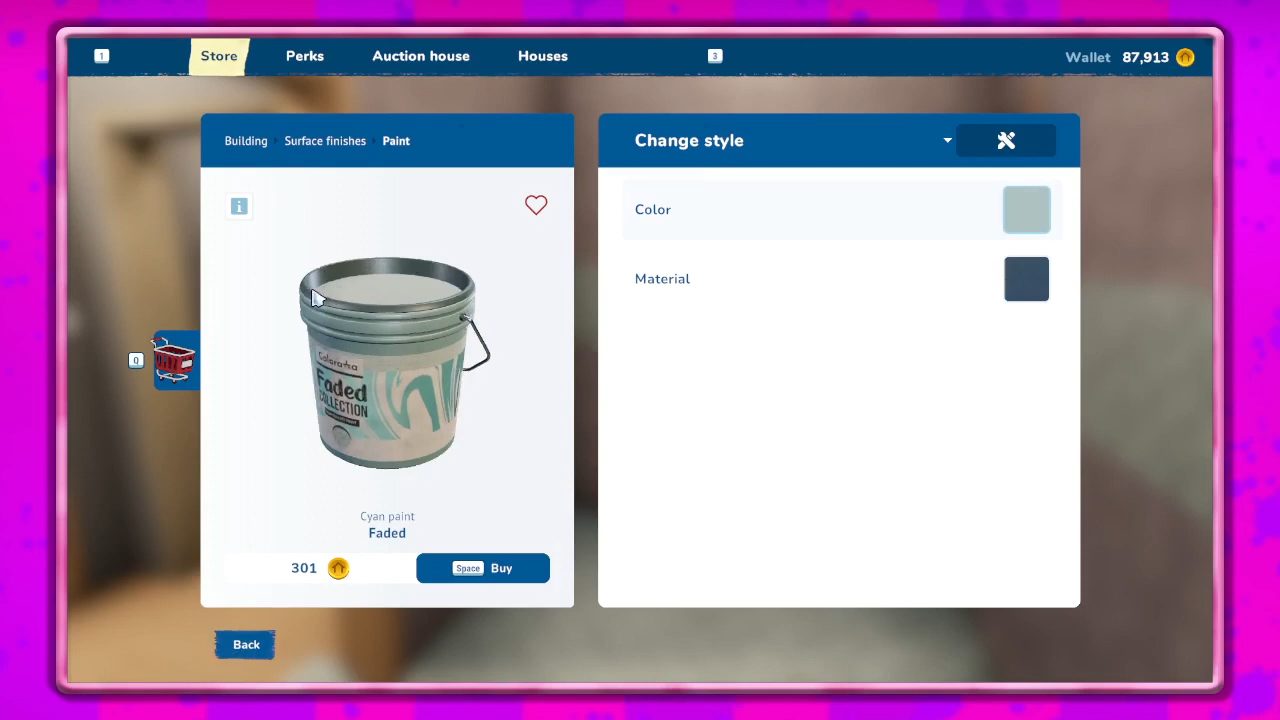 1 Store Perks Auction house Houses 3 Wallet 87,913
Building Surface finishes Paint
Change style
i
Color
Material
Q
Colorama
Faded
COLLECTION
Cyan paint
Faded
301 Space Buy
Back